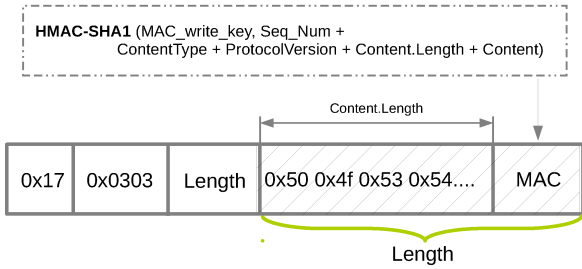 HMAC-SHA1 (MAC_write_key, Seq_Num +
ContentType + ProtocolVersion + Content.Length + Content)
Content.Length
0x17 0x0303 Length 0x50 0x4f 0x53 0x54.... MAC
Length